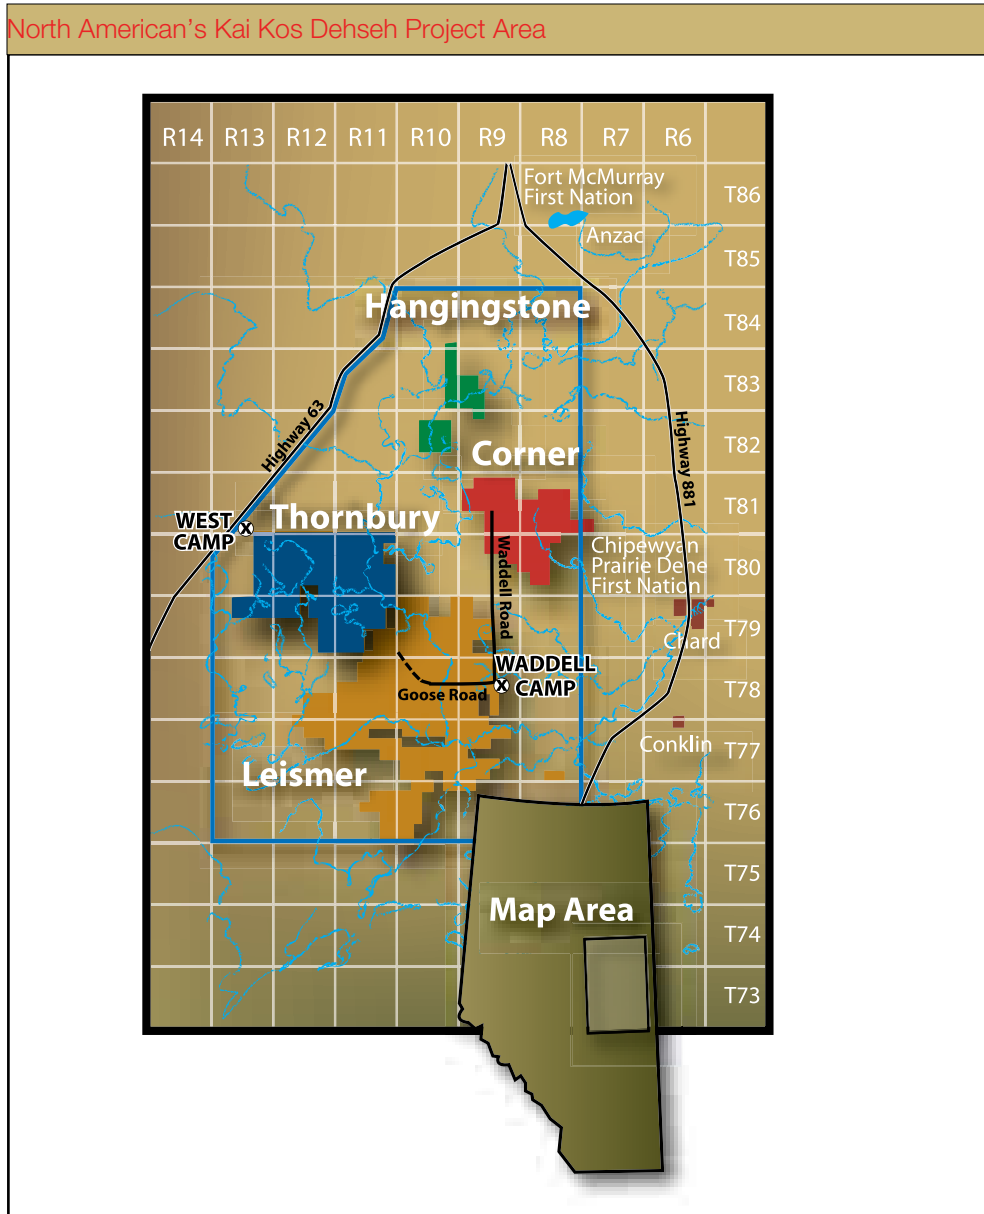 North American's Kai Kos Dehseh Project Area
R14 R13 R12 R11 R10 R9 R8 R7 R6
Fort McMurray
First Nation
T86
Anzac
T85
Hangingstone
T84
T83
Highway 63
Highway 881
T82
Corner
T81
WEST
CAMP
Thornbury
Waddell Road
Chipewyan
Prairie Dene
First Nation
T80
T79
Chard
WADDELL
CAMP
Goose Road
T78
Conklin
T77
Leismer
T76
T75
Map Area
T74
T73